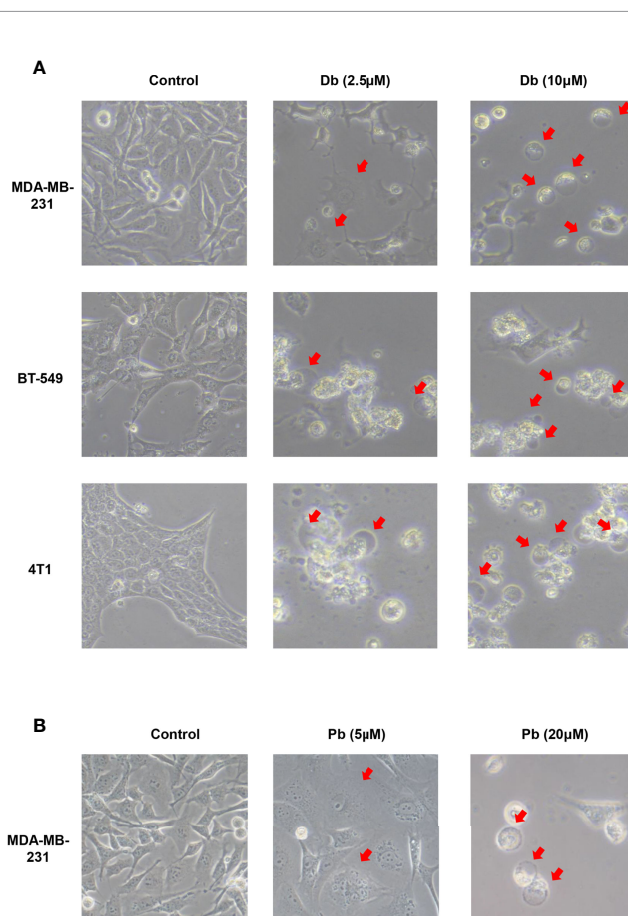 A
Control
Db (2.5µM)
Db (10µM)
MDA-MB-
231
BT-549
4T1
B
Control
Pb (5µM)
Pb (20µM)
MDA-MB-
231